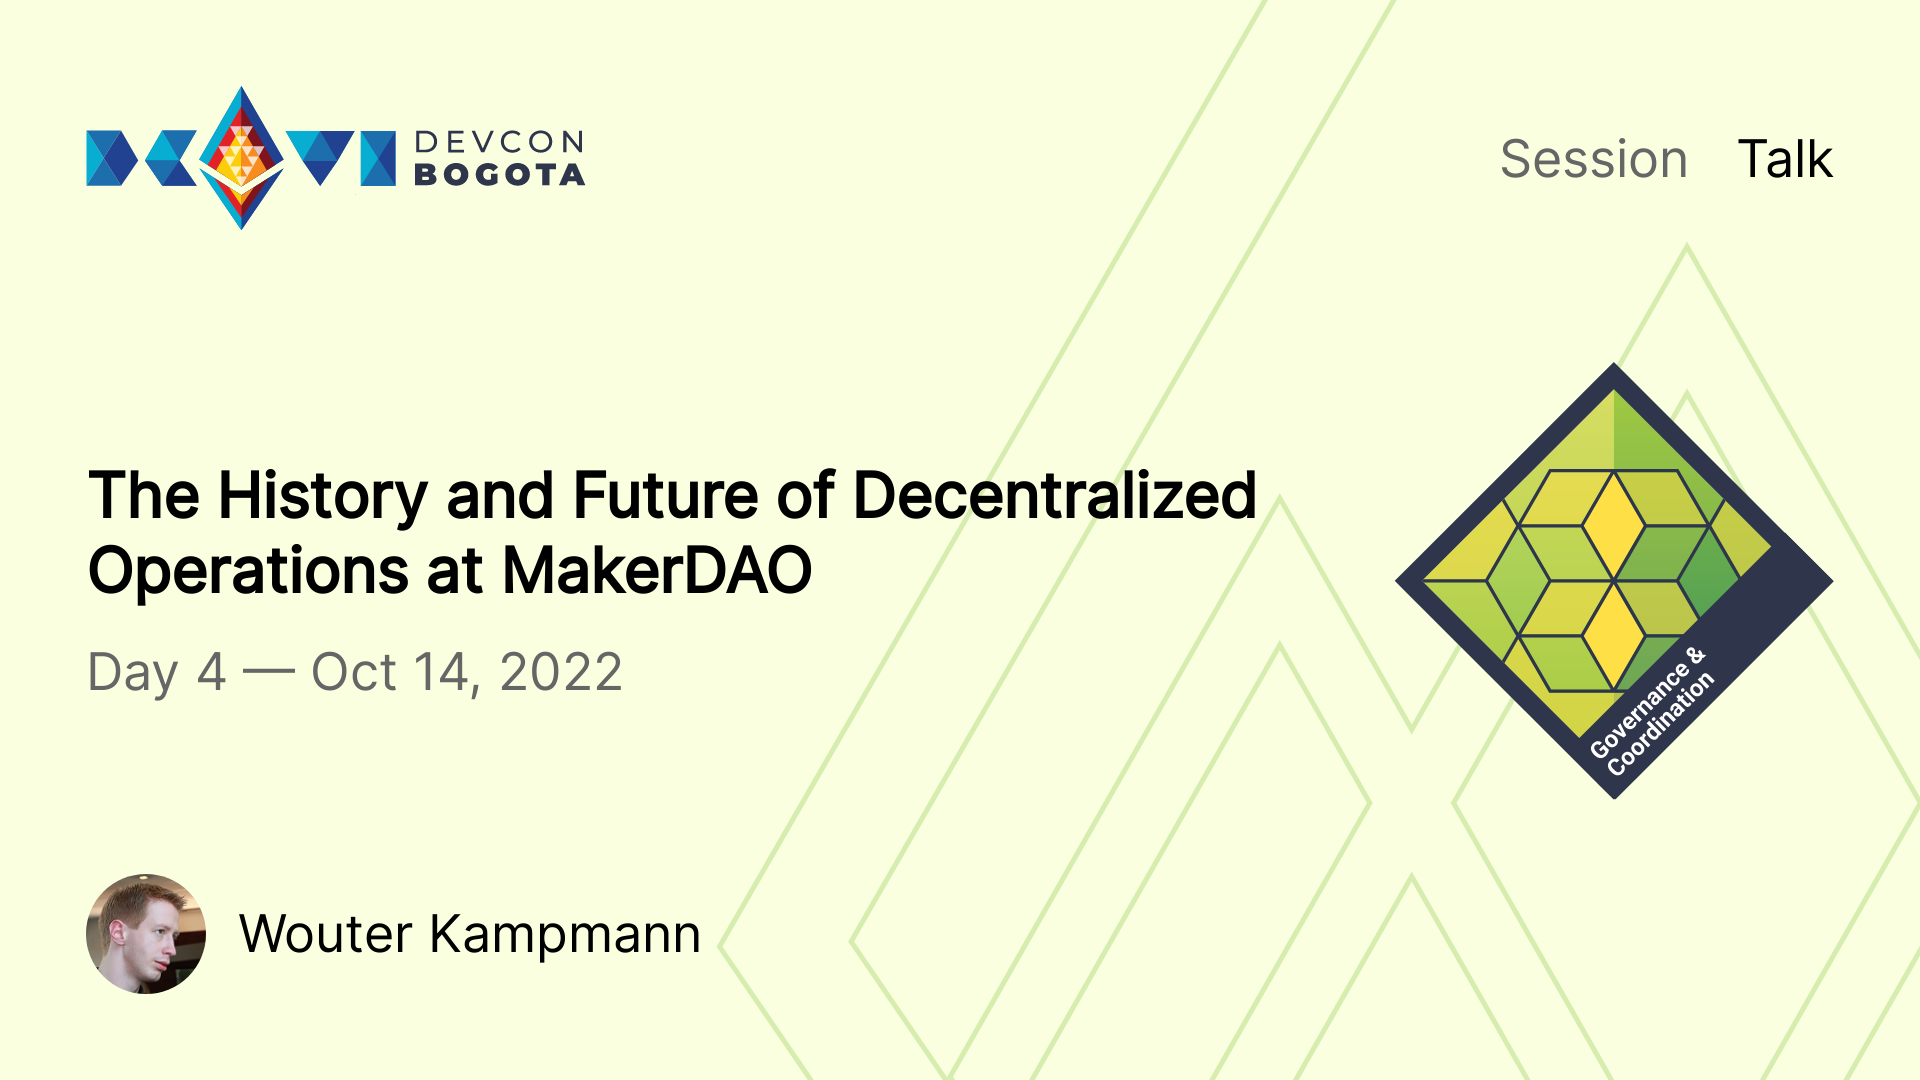 DEVCON
BOGOTA
Session Talk
The History and Future of Decentralized
Operations at MakerDAO
Day 4 — Oct 14, 2022
Governance &
Coordination
Wouter Kampmann